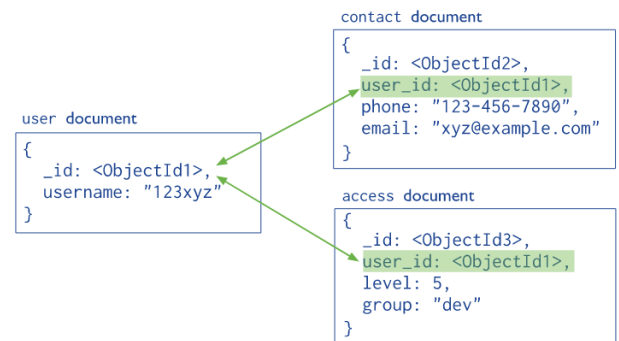 user document
{
_id: <ObjectId1>,
username: "123xyz"
}
contact document
{
_id: <ObjectId2>,
user_id: <ObjectId1>,
phone: "123-456-7890",
email: "xyz@example.com"
}
access document
{
_id: <ObjectId3>,
user_id: <ObjectId1>,
level: 5,
group: "dev"
}